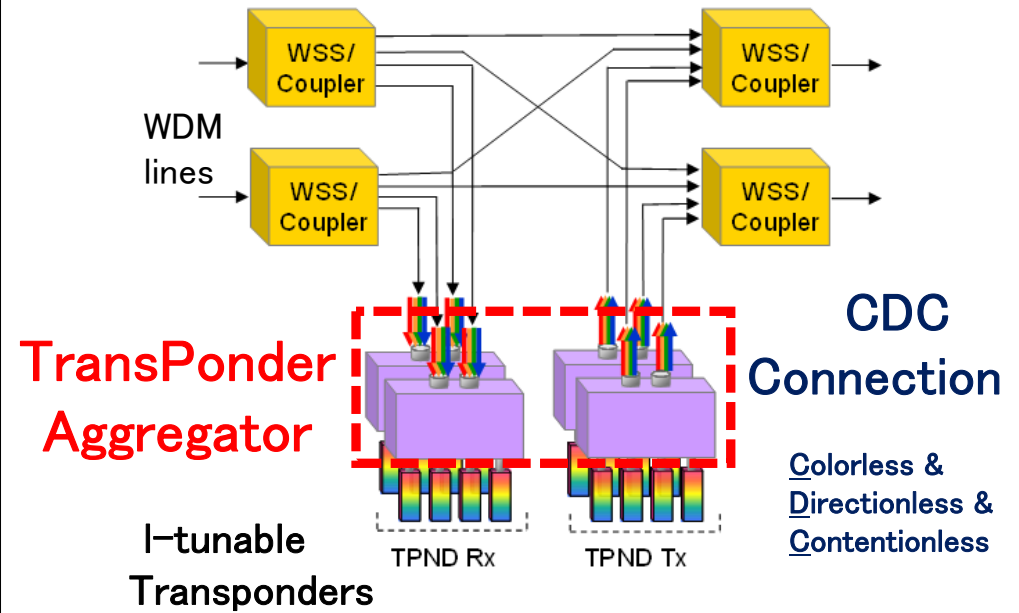 WSS/
Coupler
WSS/
Coupler
WDM
lines
WSS/
Coupler
WSS/
Coupler
TransPonder
Aggregator
CDC
Connection
Colorless &
Directionless &
Contentionless
l-tunable
Transponders
TPND Rx
TPND Tx